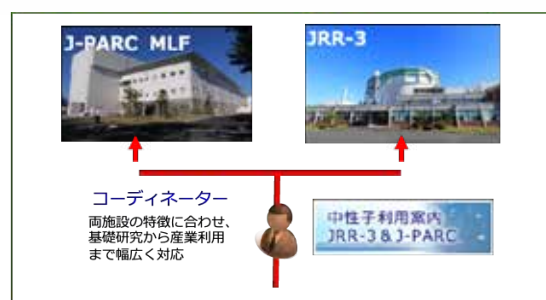 J-PARC MLF
JRR-3
コーディネーター
両施設の特徴に合わせ、
基礎研究から産業利用
まで幅広く対応
中性子利用案内
JRR-3 & J-PARC